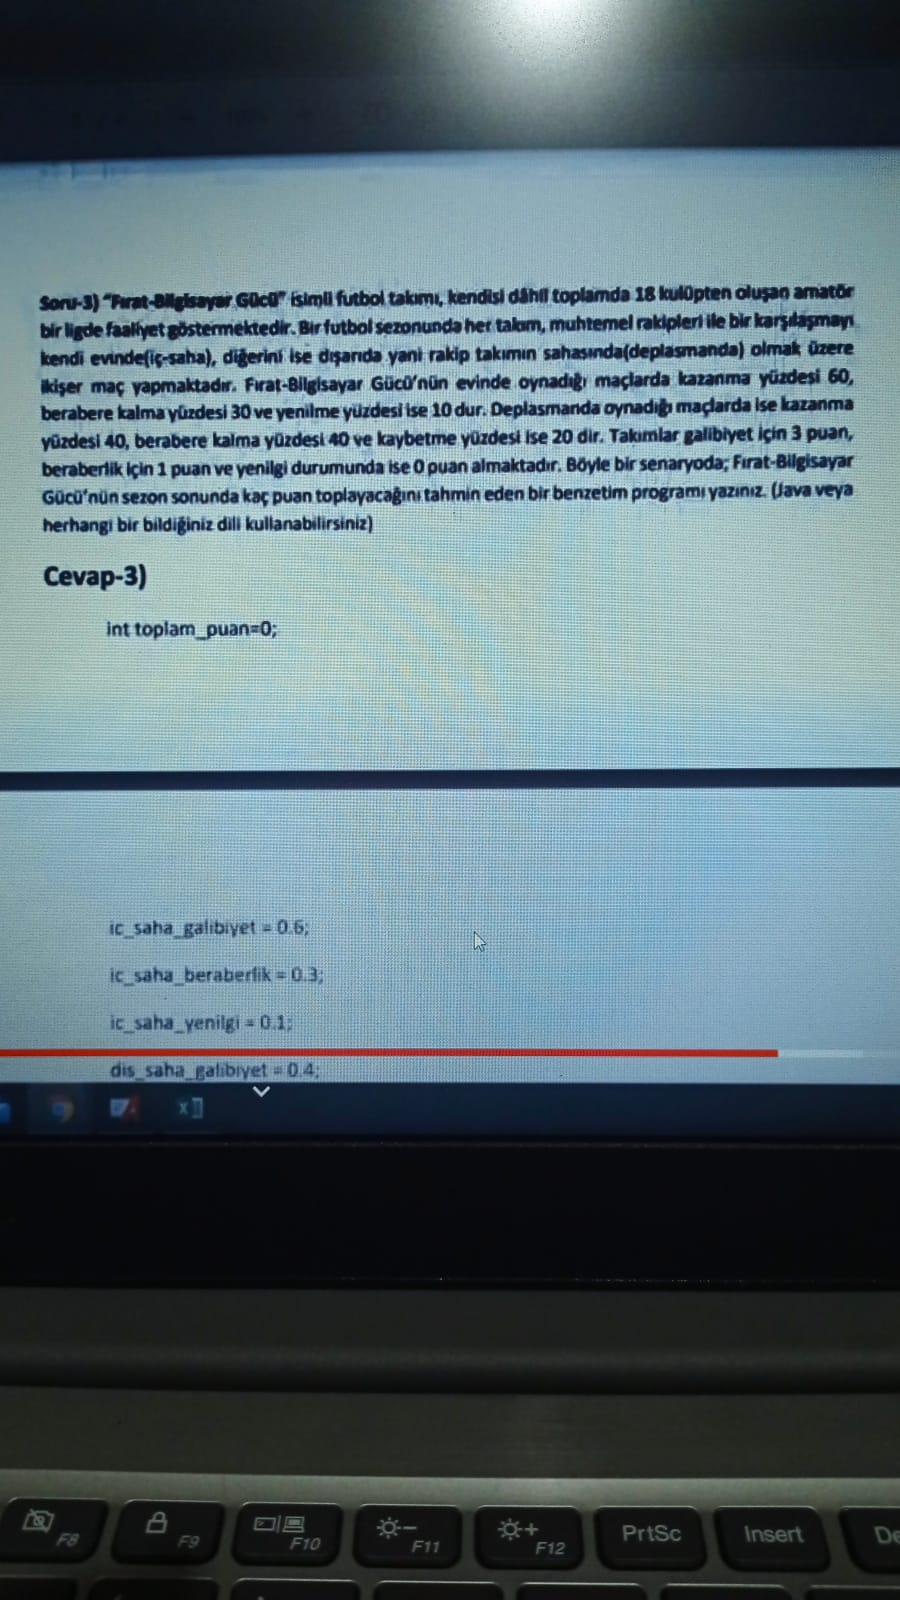 Soru-3) "Fırat-Bilgisayar Gücü" isimli futbol takımı, kendisi dâhil toplamda 18 kulüpten oluşan amatör
bir ligde faaliyet göstermektedir. Bir futbol sezonunda her takım, muhtemel rakipleri ile bir karşılaşmayı
kendi evinde(iç-saha), diğerini ise dışarıda yani rakip takımın sahasında(deplasmanda) olmak üzere
ikişer maç yapmaktadır. Fırat-Bilgisayar Gücü'nün evinde oynadığı maçlarda kazanma yüzdesi 60,
berabere kalma yüzdesi 30 ve yenilme yüzdesi ise 10 dur. Deplasmanda oynadığı maçlarda ise kazanma
yüzdesi 40, berabere kalma yüzdesi 40 ve kaybetme yüzdesi ise 20 dir. Takımlar galibiyet için 3 puan,
beraberlik için 1 puan ve yenilgi durumunda ise 0 puan almaktadır. Böyle bir senaryoda; Fırat-Bilgisayar
Gücü'nün sezon sonunda kaç puan toplayacağını tahmin eden bir benzetim programı yazınız. (Java veya
herhangi bir bildiğiniz dili kullanabilirsiniz)
Cevap-3)
int toplam_puan=0;
ic_saha_galibiyet = 0.6;
ic_saha_beraberlik = 0.3;
ic_saha_yenilgi = 0.1;
dis_saha_galibiyet = 0.4;
F8 F9 F10 F11 F12 PrtSc Insert De